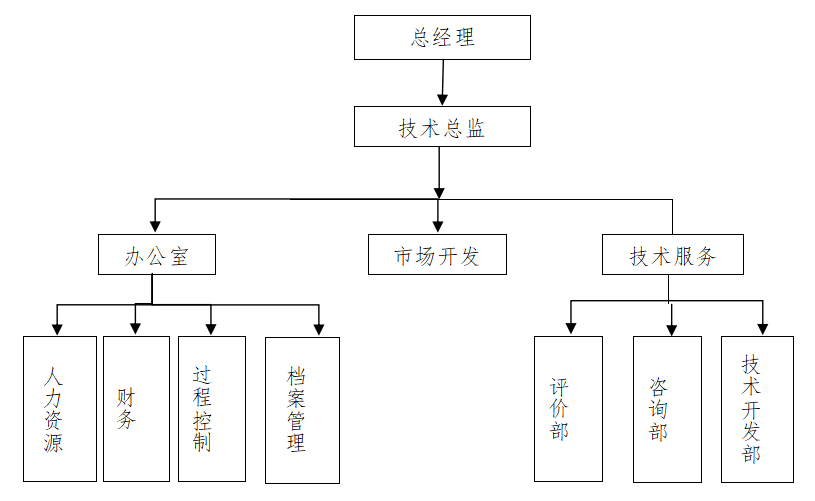 总经理
技术总监
办公室
市场开发
技术服务
人力资源
财务
过程控制
档案管理
评价部
咨询部
技术开发部